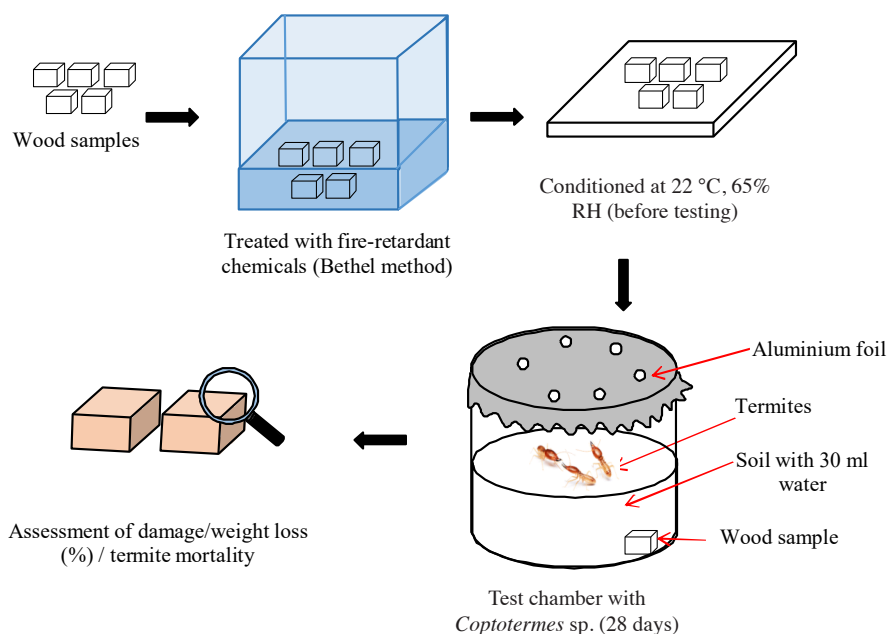 Wood samples
Treated with fire-retardant
chemicals (Bethel method)
Conditioned at 22 °C, 65%
RH (before testing)
Aluminium foil
Termites
Soil with 30 ml
water
Wood sample
Test chamber with
Coptotermes sp. (28 days)
Assessment of damage/weight loss
(%) / termite mortality